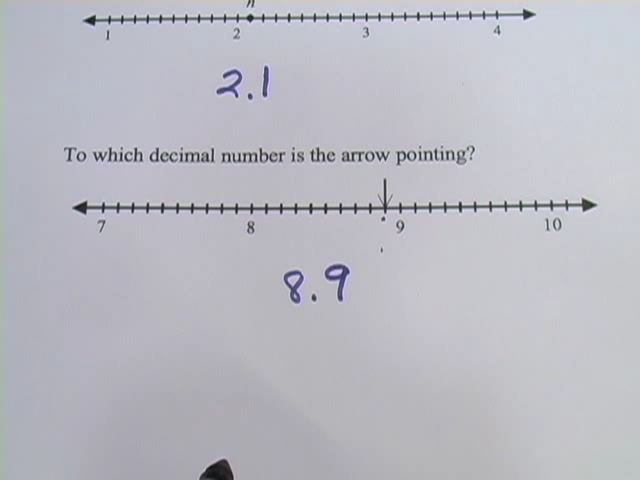 n
1 2 3 4
2.1
To which decimal number is the arrow pointing?
7 8 9 10
8.9